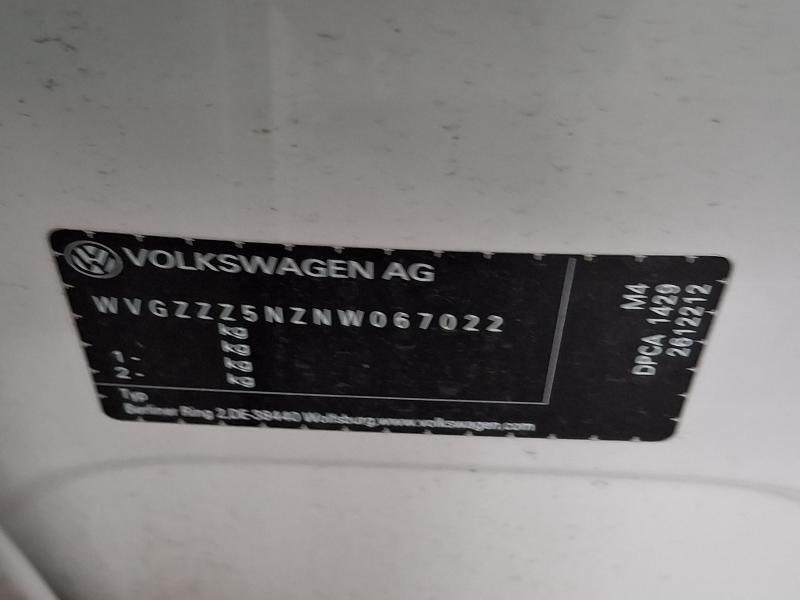 VOLKSWAGEN AG
WVGZZZ5NZNW067022
kg
kg
1 - kg
2 - kg
Typ
Berliner Ring 2,DE-38440 Wolfsburg www.volkswagen.com
M4
DPCA 1429
2612212